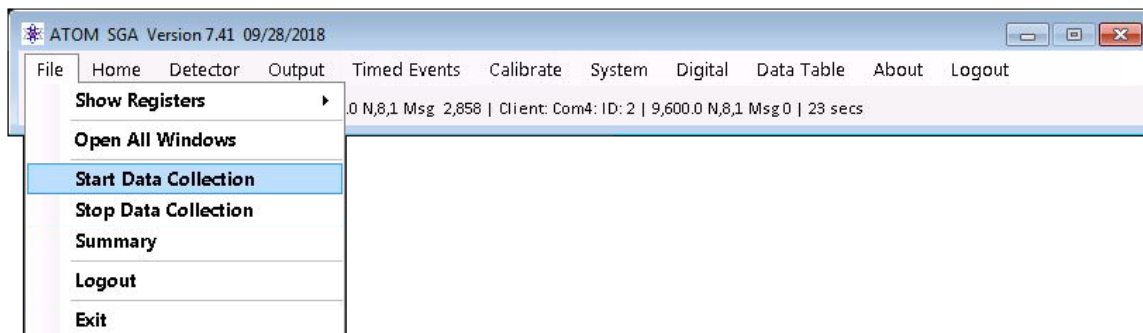 ATOM SGA Version 7.41 09/28/2018
File Home Detector Output Timed Events Calibrate System Digital Data Table About Logout
.0 N,8,1 Msg 2,858 | Client: Com4: ID: 2 | 9,600.0 N,8,1 Msg 0 | 23 secs
Show Registers
Open All Windows
Start Data Collection
Stop Data Collection
Summary
Logout
Exit